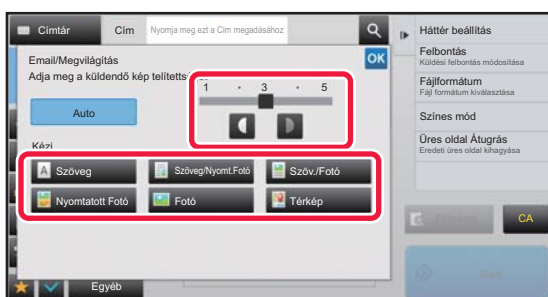 Címtár
Cím
Nyomja meg ezt a Cím megadásához
Email/Megvilágítás
Adja meg a küldendő kép
OK
1 · 3 · 5
Auto
Kézi
A Szöveg
Szöveg/Nyomt.Fotó
Szöv./Fotó
Nyomtatott Fotó
Fotó
Térkép
Egyéb
Háttér beállítás
Felbontás
Küldési felbontás módosítása
Fájlformátum
Fájl formátum kiválasztása
Színes mód
Üres oldal Átugrás
Eredeti üres oldal kihagyása
CA
Start